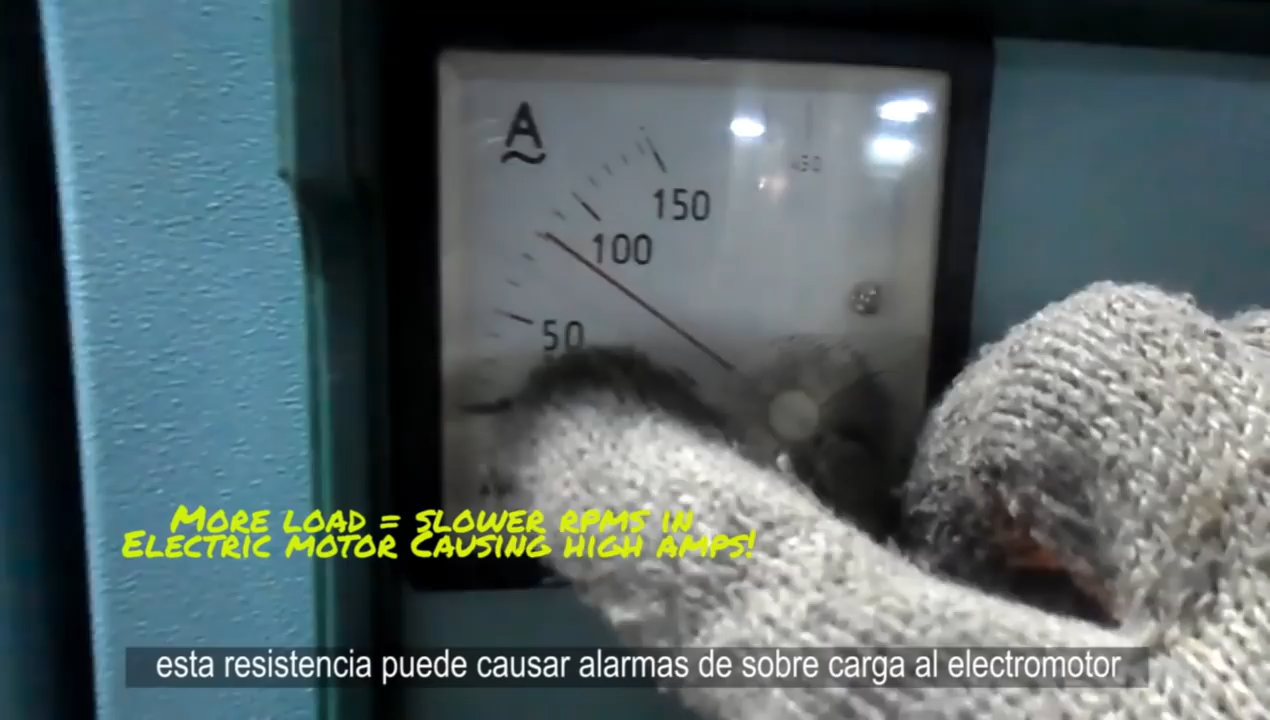 A
150
100
50
More load = slower rpms in
Electric motor Causing high amps!
esta resistencia puede causar alarmas de sobre carga al electromotor